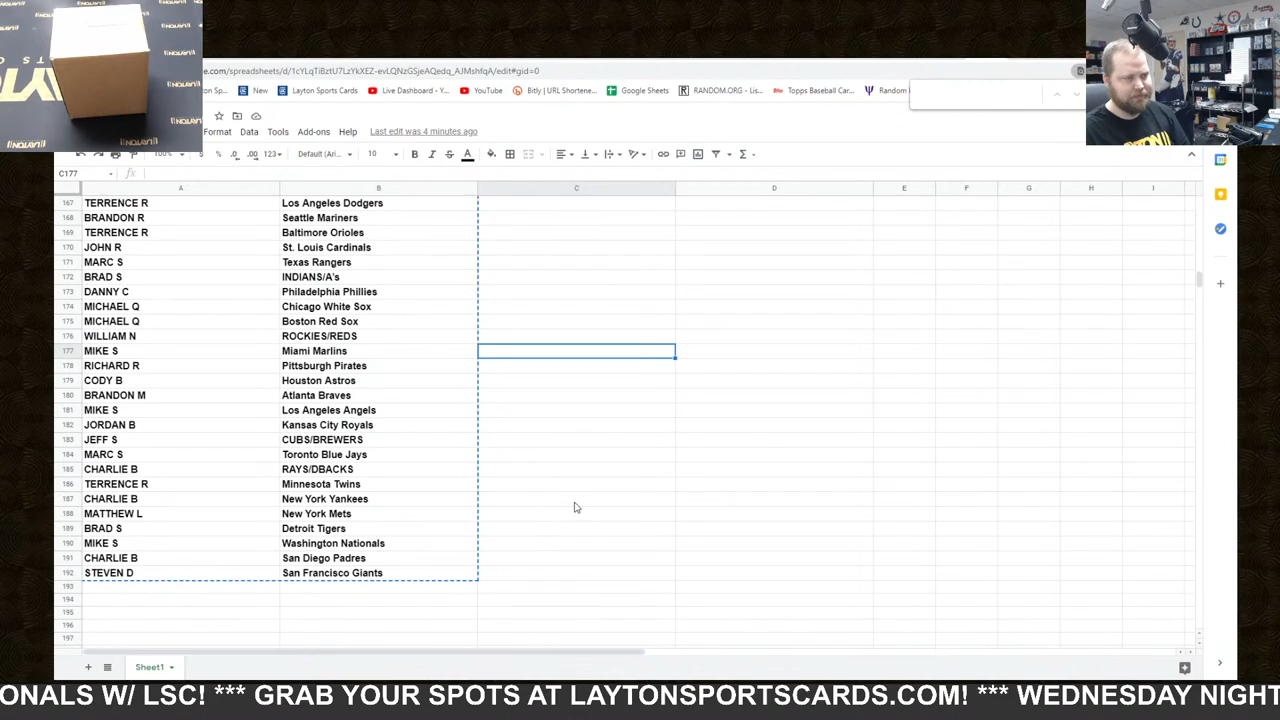 .com/spreadsheets/d/1cYLqTiBztU7LzYkXEZ-evLQNzGSjeAQedq_AJMshfqA/edit#gid=0
New Layton Sports Cards Live Dashboard - Y... YouTube Bitly | URL Shortene... Google Sheets RANDOM.ORG - Lis... Topps Baseball Car... Random
Format Data Tools Add-ons Help Last edit was 4 minutes ago
100% % .0 .00 123 Default (Ari... 10 B I S A
C177 fx
A B C D E F G H I
167 TERRENCE R Los Angeles Dodgers
168 BRANDON R Seattle Mariners
169 TERRENCE R Baltimore Orioles
170 JOHN R St. Louis Cardinals
171 MARC S Texas Rangers
172 BRAD S INDIANS/A's
173 DANNY C Philadelphia Phillies
174 MICHAEL Q Chicago White Sox
175 MICHAEL Q Boston Red Sox
176 WILLIAM N ROCKIES/REDS
177 MIKE S Miami Marlins
178 RICHARD R Pittsburgh Pirates
179 CODY B Houston Astros
180 BRANDON M Atlanta Braves
181 MIKE S Los Angeles Angels
182 JORDAN B Kansas City Royals
183 JEFF S CUBS/BREWERS
184 MARC S Toronto Blue Jays
185 CHARLIE B RAYS/DBACKS
186 TERRENCE R Minnesota Twins
187 CHARLIE B New York Yankees
188 MATTHEW L New York Mets
189 BRAD S Detroit Tigers
190 MIKE S Washington Nationals
191 CHARLIE B San Diego Padres
192 STEVEN D San Francisco Giants
193
194
195
196
197
Sheet1
ONALS W/ LSC! *** GRAB YOUR SPOTS AT LAYTONSPORTSCARDS.COM! *** WEDNESDAY NIGHT